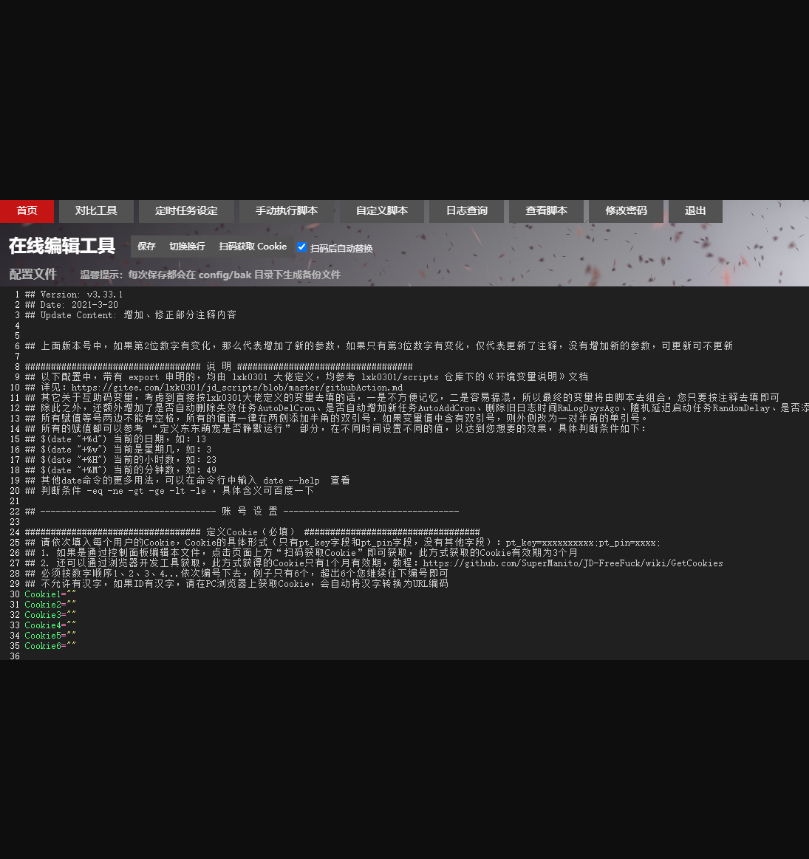 首页 对比工具 定时任务设定 手动执行脚本 自定义脚本 日志查询 查看脚本 修改密码 退出
在线编辑工具 保存 切换换行 扫码获取 Cookie 扫码后自动替换
配置文件 温馨提示：每次保存都会在 config/bak 目录下生成备份文件
1 ## Version: v3.33.1
2 ## Date: 2021-3-20
3 ## Update Content: 增加、修正部分注释内容
4
5
6 ## 上面版本号中，如果第2位数字有变化，那么代表增加了新的参数，如果只有第3位数字有变化，仅代表更新了注释，没有增加新的参数，可更新可不更新
7
8 ################################## 说 明 ##################################
9 ## 以下配置中，带有 export 申明的，均由 lxk0301 大佬定义，均参考 lxk0301/scripts 仓库下的《环境变量说明》文档
10 ## 详见：https://gitee.com/lxk0301/jd_scripts/blob/master/githubAction.md
11 ## 其它关于互助码变量，考虑到直接按lxk0301大佬定义的变量去填的话，一是不方便记忆，二是容易搞混，所以最终的变量将由脚本去组合，您只要按注释去填即可
12 ## 除此之外，还额外增加了是否自动删除失效任务AutoDelCron、是否自动增加新任务AutoAddCron、删除旧日志时间RmLogDaysAgo、随机延迟启动任务RandomDelay、是否添
13 ## 所有赋值等号两边不能有空格，所有的值请一律在两侧添加半角的双引号，如果变量值中含有双引号，则外侧改为一对半角的单引号。
14 ## 所有的赋值都可以参考 “定义东东萌宠是否静默运行” 部分，在不同时间设置不同的值，以达到您想要的效果，具体判断条件如下：
15 ## $(date "+%d") 当前的日期，如：13
16 ## $(date "+%w") 当前是星期几，如：3
17 ## $(date "+%H") 当前的小时数，如：23
18 ## $(date "+%M") 当前的分钟数，如：49
19 ## 其他date命令的更多用法，可以在命令行中输入 date --help 查看
20 ## 判断条件 -eq -ne -gt -ge -lt -le ，具体含义可百度一下
21
22 ## ---------------------------------- 账 号 设 置 ----------------------------------
23
24 ################################## 定义Cookie（必填） ##################################
25 ## 请依次填入每个用户的Cookie，Cookie的具体形式（只有pt_key字段和pt_pin字段，没有其他字段）：pt_key=xxxxxxxxxx;pt_pin=xxxx;
26 ## 1. 如果是通过控制面板编辑本文件，点击页面上方“扫码获取Cookie”即可获取，此方式获取的Cookie有效期为3个月
27 ## 2. 还可以通过浏览器开发工具获取，此方式获得的Cookie只有1个月有效期，教程：https://github.com/SuperManito/JD-FreeFuck/wiki/GetCookies
28 ## 必须按数字顺序1、2、3、4...依次编号下去，例子只有6个，超出6个您继续往下编号即可
29 ## 不允许有汉字，如果ID有汉字，请在PC浏览器上获取Cookie，会自动将汉字转换为URL编码
30 Cookie1=""
31 Cookie2=""
32 Cookie3=""
33 Cookie4=""
34 Cookie5=""
35 Cookie6=""
36